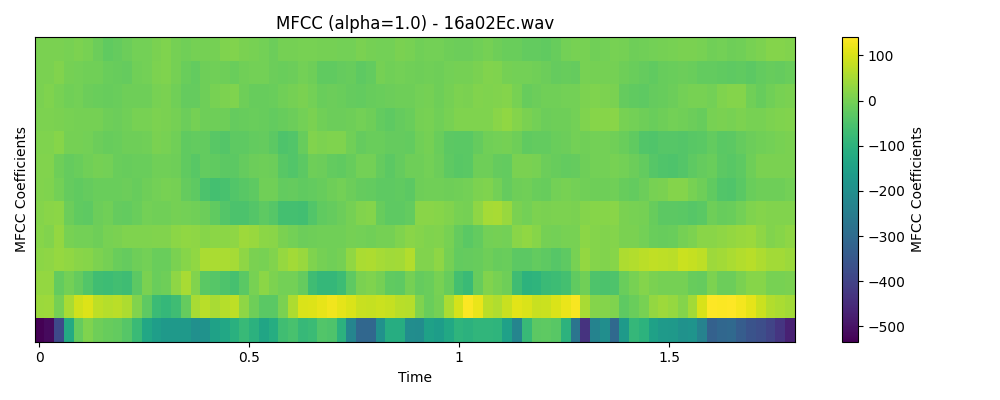 MFCC (alpha=1.0) - 16a02Ec.wav
MFCC Coefficients
0
0.5
1
1.5
Time
100
0
−100
−200
−300
−400
−500
MFCC Coefficients